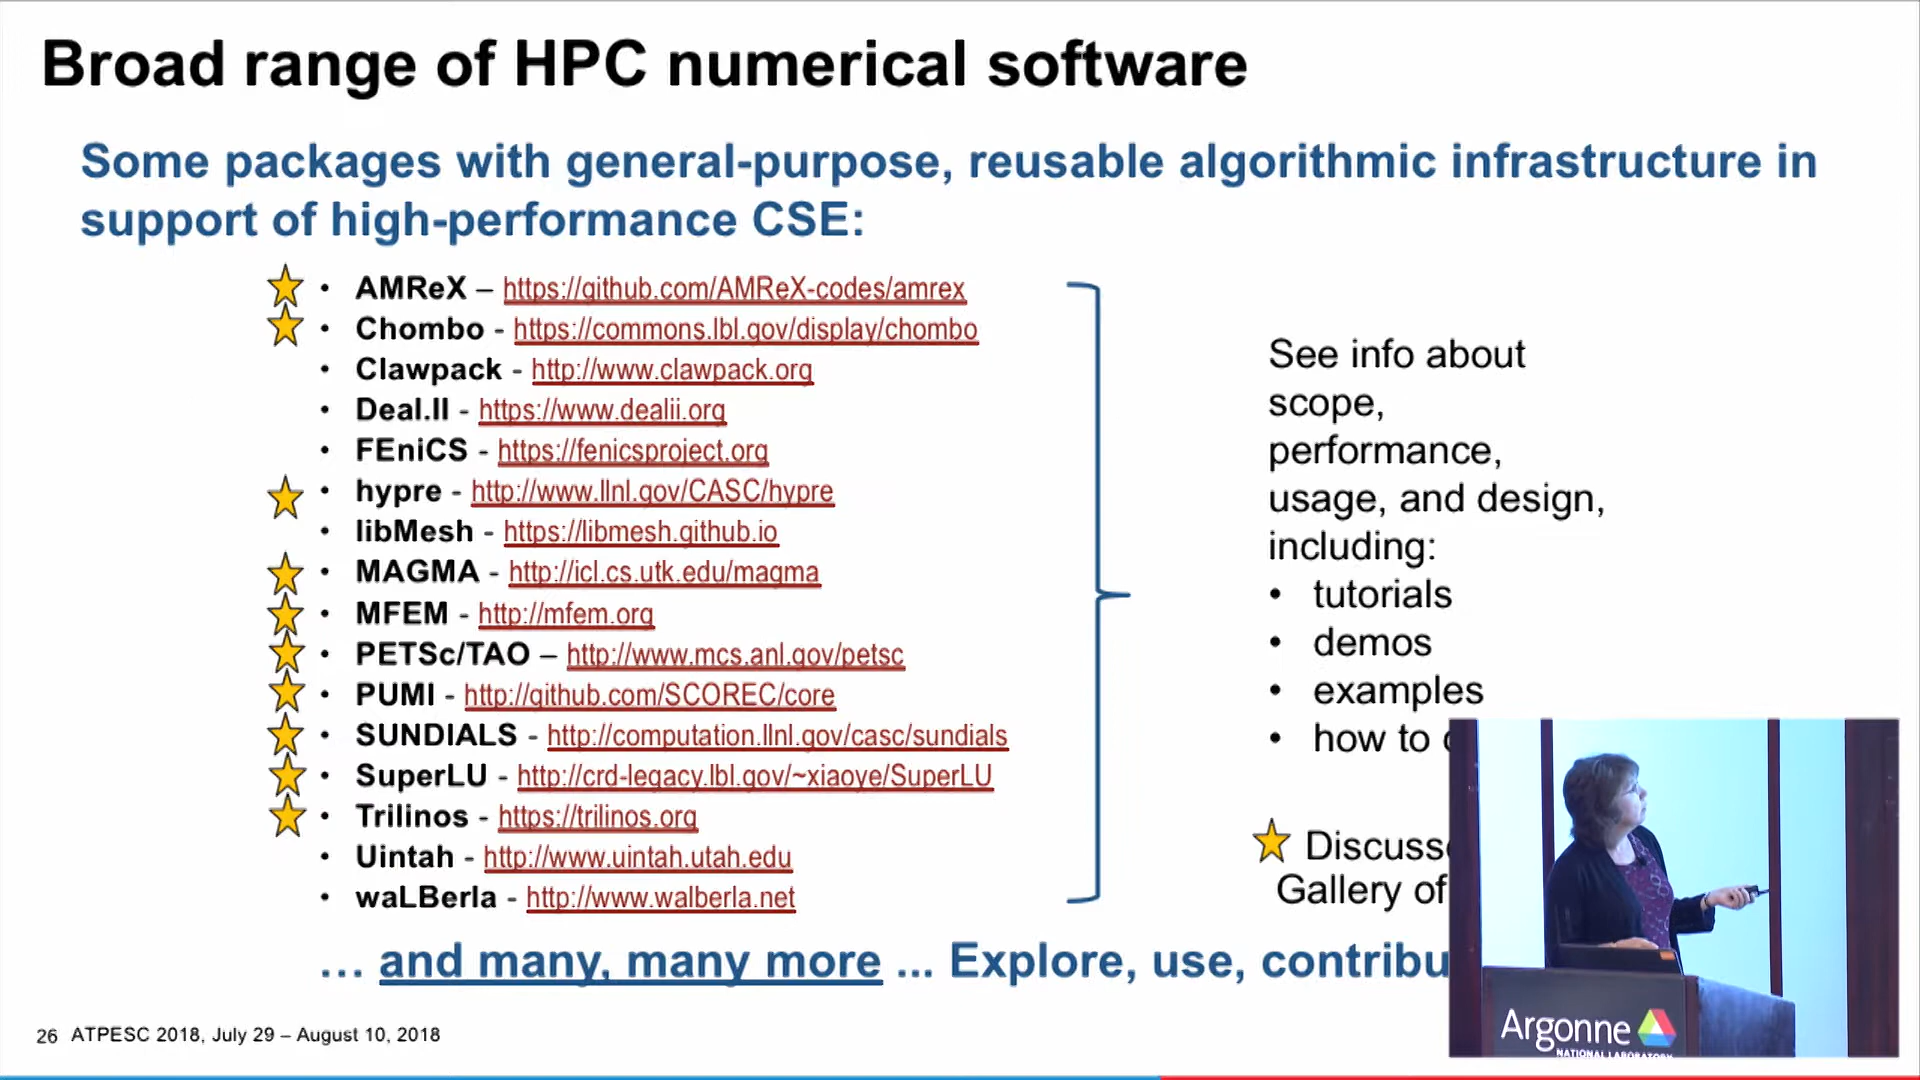 Broad range of HPC numerical software
Some packages with general-purpose, reusable algorithmic infrastructure in
support of high-performance CSE:
• AMReX – https://github.com/AMReX-codes/amrex
• Chombo - https://commons.lbl.gov/display/chombo
• Clawpack - http://www.clawpack.org
• Deal.II - https://www.dealii.org
• FEniCS - https://fenicsproject.org
• hypre - http://www.llnl.gov/CASC/hypre
• libMesh - https://libmesh.github.io
• MAGMA - http://icl.cs.utk.edu/magma
• MFEM - http://mfem.org
• PETSc/TAO – http://www.mcs.anl.gov/petsc
• PUMI - http://github.com/SCOREC/core
• SUNDIALS - http://computation.llnl.gov/casc/sundials
• SuperLU - http://crd-legacy.lbl.gov/~xiaoye/SuperLU
• Trilinos - https://trilinos.org
• Uintah - http://www.uintah.utah.edu
• waLBerla - http://www.walberla.net
See info about
scope,
performance,
usage, and design,
including:
• tutorials
• demos
• examples
• how to
Gallery of
… and many, many more ... Explore, use,
26 ATPESC 2018, July 29 – August 10, 2018
Argonne
NATIONAL LABORATORY